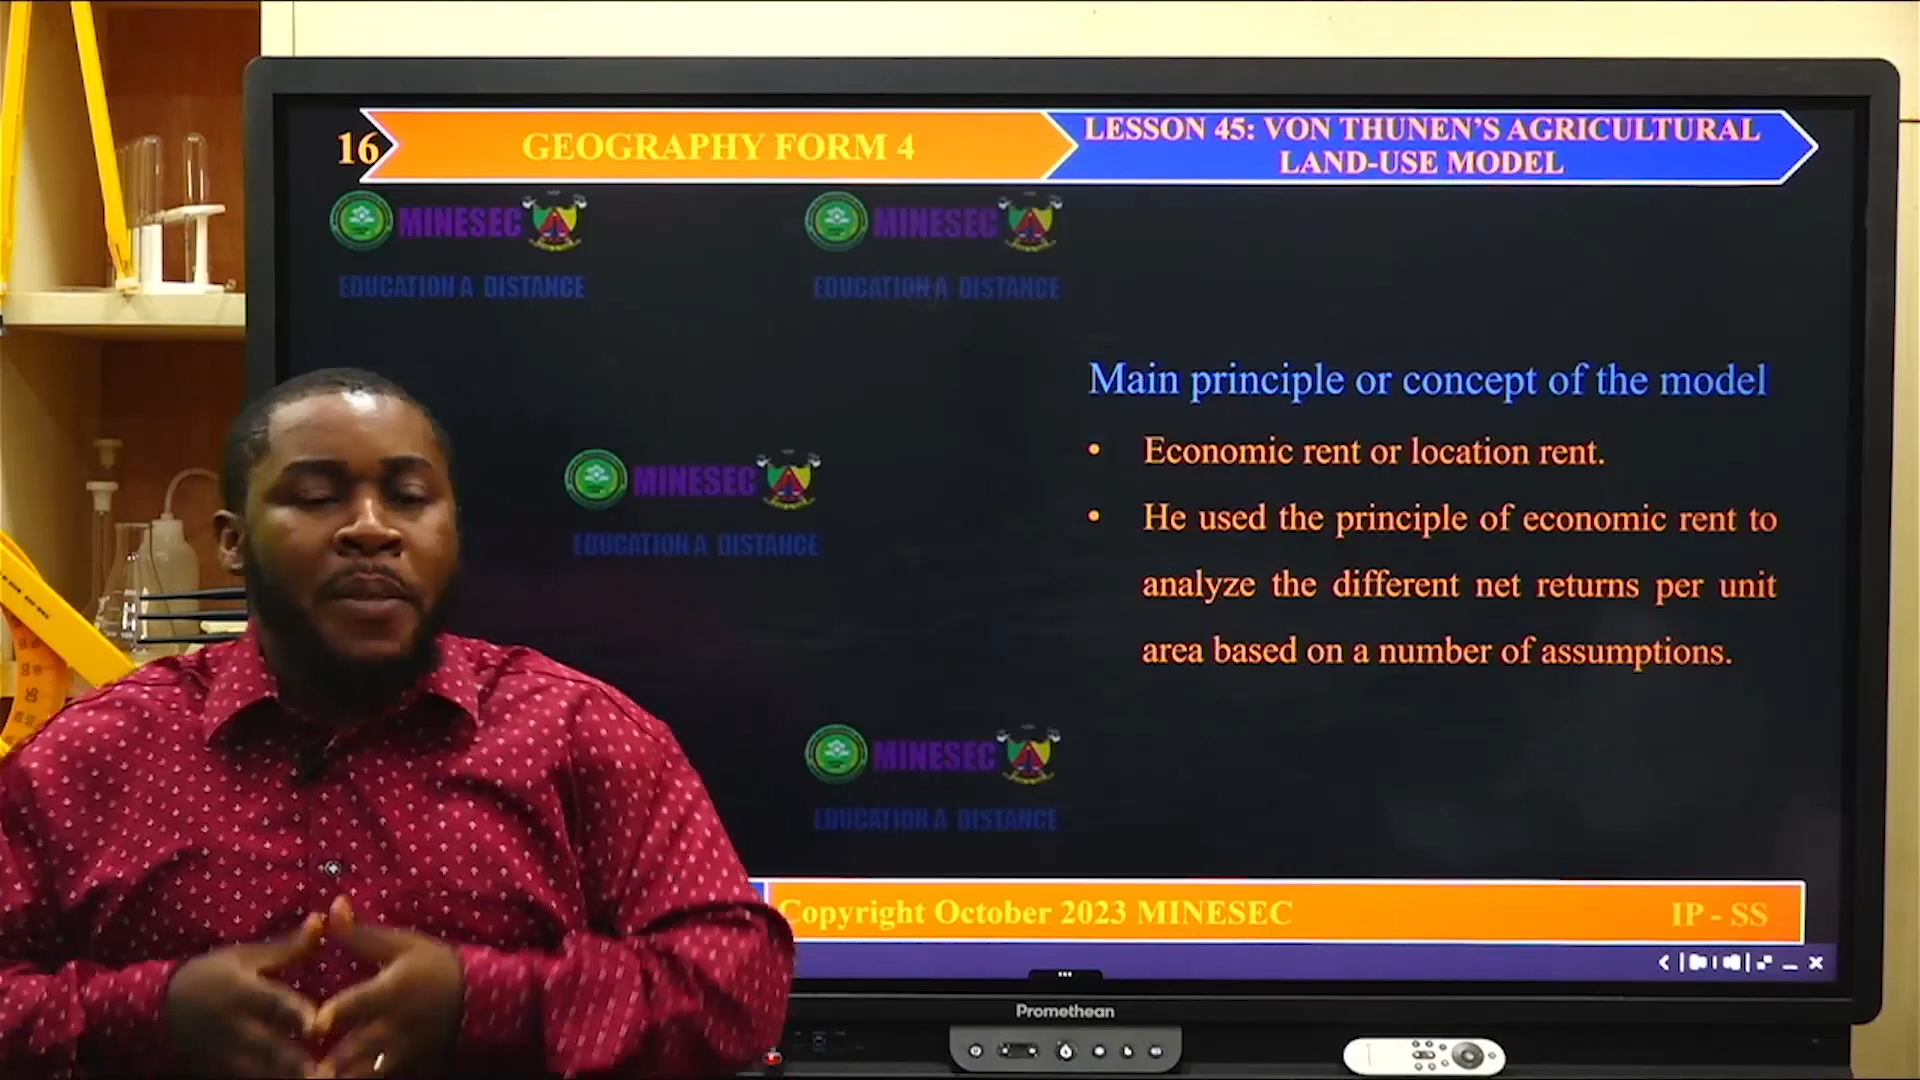 16
GEOGRAPHY FORM 4
LESSON 45: VON THUNEN'S AGRICULTURAL
LAND-USE MODEL
MINESEC
EDUCATION A DISTANCE
MINESEC
EDUCATION A DISTANCE
Main principle or concept of the model
• Economic rent or location rent.
MINESEC
EDUCATION A DISTANCE
• He used the principle of economic rent to
analyze the different net returns per unit
area based on a number of assumptions.
MINESEC
EDUCATION A DISTANCE
Copyright October 2023 MINESEC
IP - SS
Promethean